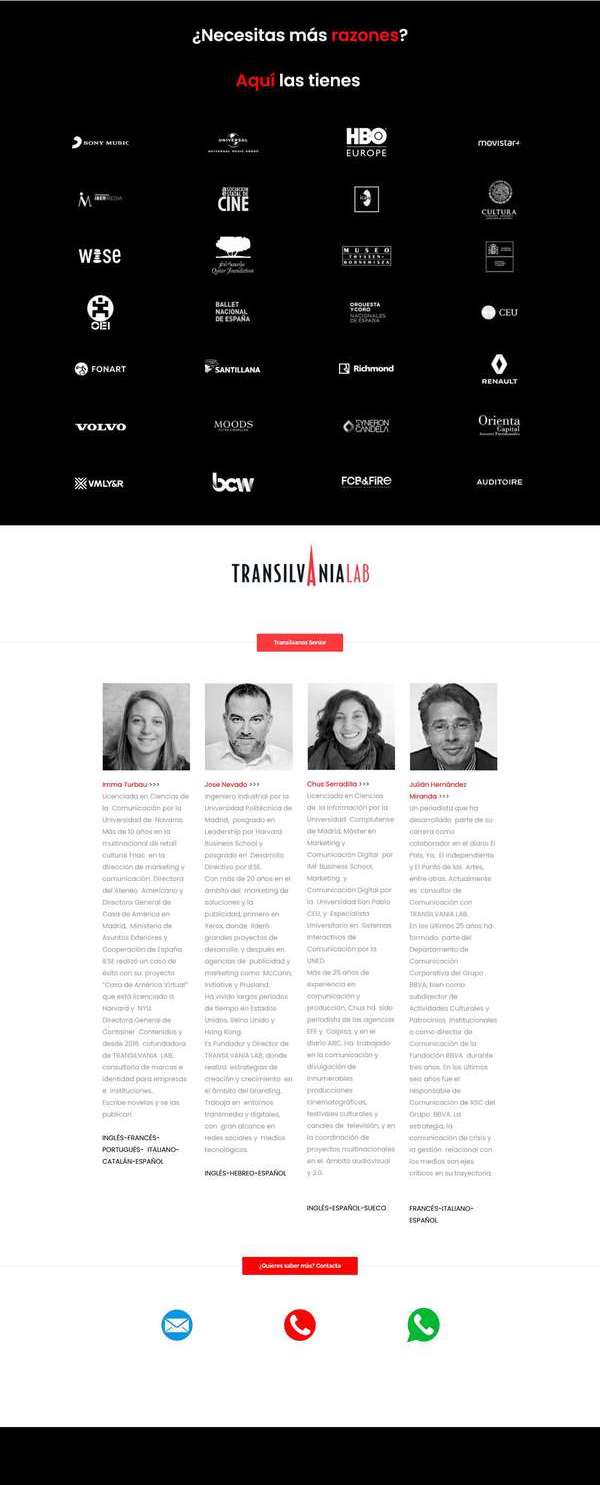 ¿Necesitas más razones?
Aquí las tienes
SONY MUSIC
UNIVERSAL
UNIVERSAL MUSIC GROUP
HBO
EUROPE
movistar+
IBERMEDIA
ASOCIACIÓN
ESTATAL DE
CINE
CULTURA
WISE
Qatar Foundation
MUSEO
THYSSEN-
BORNEMISZA
OEI
BALLET
NACIONAL
DE ESPAÑA
ORQUESTA
Y CORO
NACIONALES
DE ESPAÑA
CEU
FONART
SANTILLANA
Richmond
RENAULT
VOLVO
MOODS
SYNERON
CANDELA
Orienta
Capital
VMLY&R
bcw
FCB&FiRe
AUDITOIRE
TRANSILVANIALAB
Transilvanos Senior
Imma Turbau >>>
Licenciada en Ciencias de
la Comunicación por la
Universidad de Navarra.
Más de 10 años en la
multinacional de retail
cultural Fnac en la
dirección de marketing y
comunicación. Directora
del Ateneo Americano y
Directora General de
Casa de América en
Madrid, Ministerio de
Asuntos Exteriores y
Cooperación de España.
IESE realizó un caso de
éxito con su proyecto
"Casa de América Virtual"
que está licenciado a
Harvard y NYU.
Directora General de
Container Contenidos y
desde 2016 cofundadora
de TRANSILVANIA LAB,
consultoría de marcas e
identidad para empresas
e instituciones.
Escribe novelas y se las
publican.
INGLÉS-FRANCÉS-
PORTUGUÉS- ITALIANO-
CATALÁN-ESPAÑOL
Jose Nevado >>>
Ingeniero Industrial por la
Universidad Politécnica de
Madrid, posgrado en
Leadership por Harvard
Business School y
posgrado en Desarrollo
Directivo por IESE.
Con más de 20 años en el
ámbito del marketing de
soluciones y la
publicidad, primero en
Xerox, donde lideró
grandes proyectos de
desarrollo, y después en
agencias de publicidad y
marketing como McCann,
Initiative y Prusland.
Ha vivido largos periodos
de tiempo en Estados
Unidos, Reino Unido y
Hong Kong.
Es Fundador y Director de
TRANSILVANIA LAB, donde
realiza estrategias de
creación y crecimiento en
el ámbito del branding.
Trabaja en entornos
transmedia y digitales,
con gran alcance en
redes sociales y medios
tecnológicos.
INGLÉS-HEBREO-ESPAÑOL
Chus Serradilla >>>
Licenciada en Ciencias
de la Información por la
Universidad Complutense
de Madrid, Máster en
Marketing y
Comunicación Digital por
IMF Business School,
Marketing y
Comunicación Digital por
la Universidad San Pablo
CEU, y Especialista
Universitario en Sistemas
Interactivos de
Comunicación por la
UNED.
Más de 25 años de
experiencia en
comunicación y
producción, Chus ha sido
periodista de las agencias
EFE y Colpisa, y en el
diario ABC. Ha trabajado
en la comunicación y
divulgación de
innumerables
producciones
cinematográficas,
festivales culturales y
canales de televisión, y en
la coordinación de
proyectos multinacionales
en el ámbito audiovisual
y 2.0.
INGLÉS-ESPAÑOL-SUECO
Julián Hernández
Miranda >>>
Un periodista que ha
desarrollado parte de su
carrera como
colaborador en el diario El
País, Ya, El Independiente
y El Punto de las Artes,
entre otras. Actualmente
es consultor de
Comunicación con
TRANSILVANIA LAB.
En los últimos 25 años ha
formado parte del
Departamento de
Comunicación
Corporativa del Grupo
BBVA, bien como
subdirector de
Actividades Culturales y
Patrocinios Institucionales
o como director de
Comunicación de la
Fundación BBVA durante
tres años. En los últimos
seis años fue el
responsable de
Comunicación de RSC del
Grupo BBVA. La
estrategia, la
comunicación de crisis y
la gestión relacional con
los medios son ejes
críticos en su trayectoria.
FRANCÉS-ITALIANO-
ESPAÑOL
¿Quieres saber más? Contacta